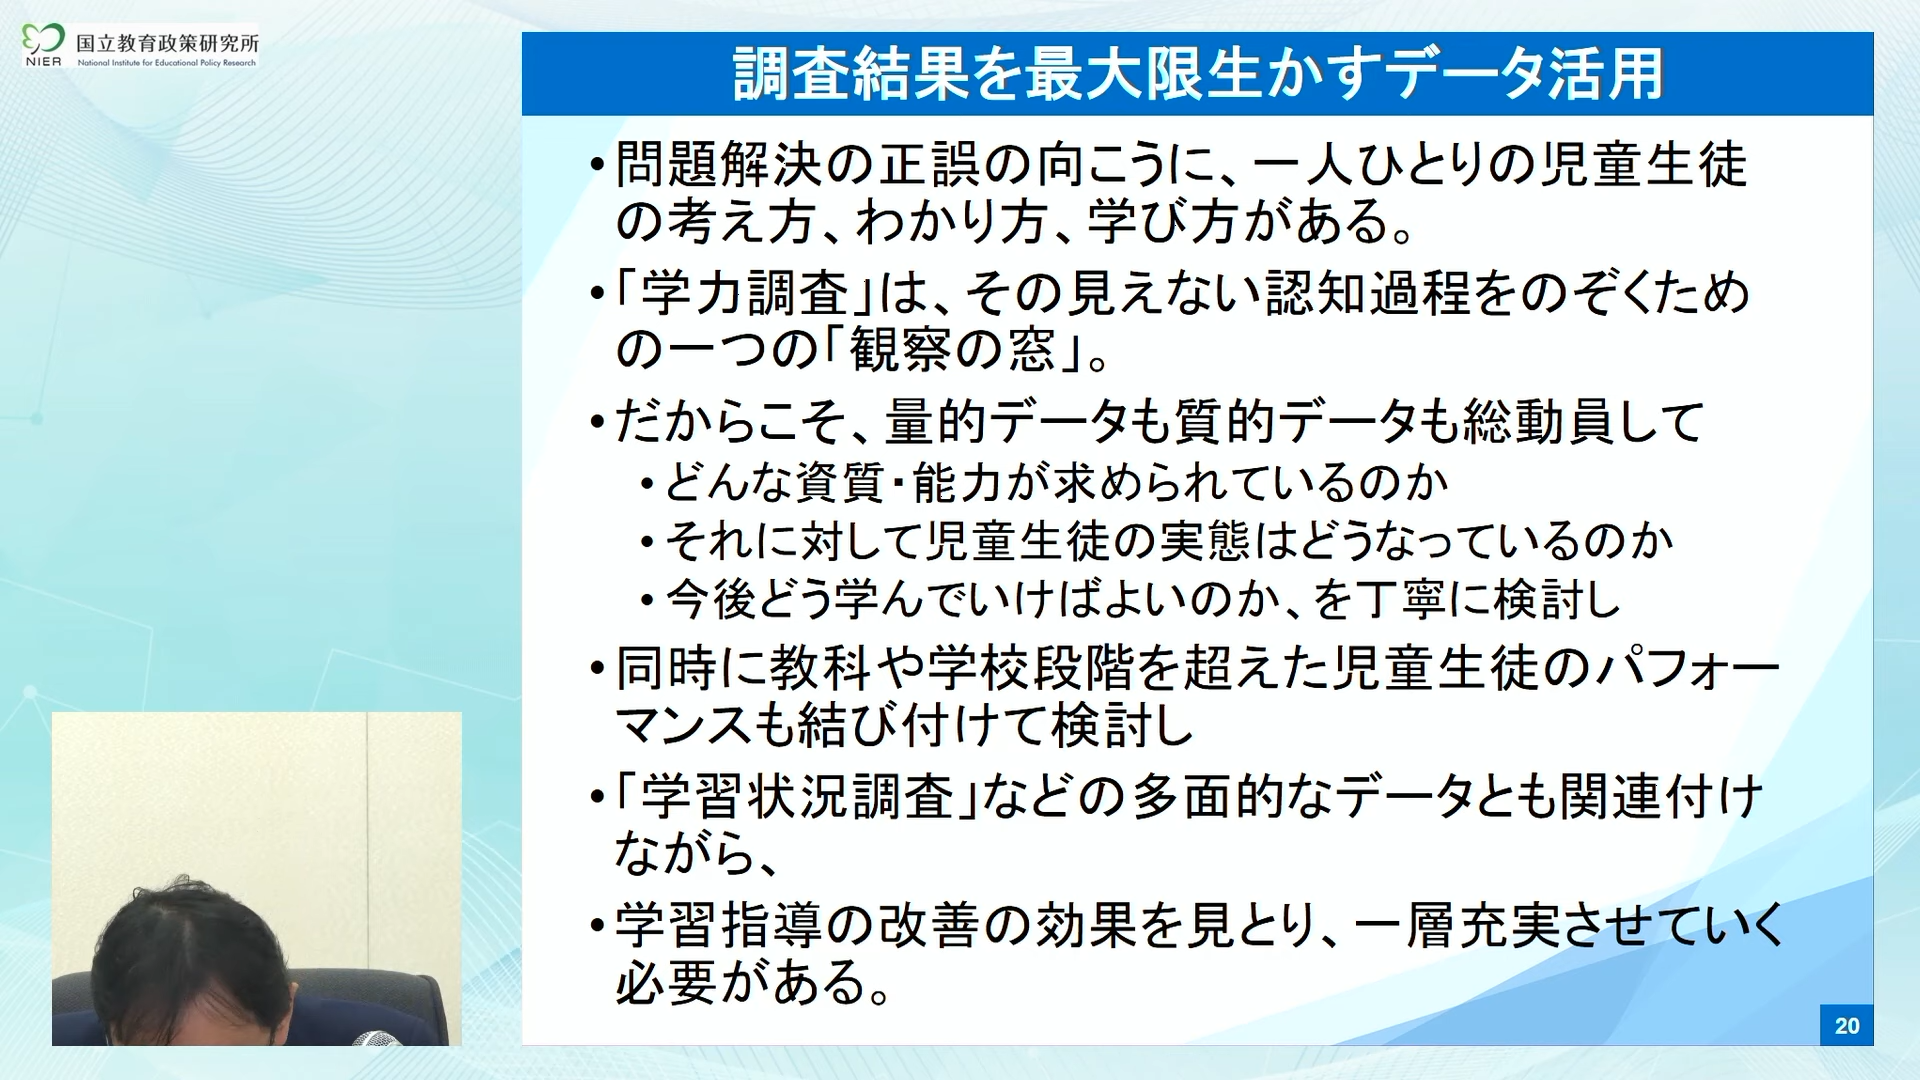 国立教育政策研究所
NIER
National Institute for Educational Policy Research
調査結果を最大限生かすデータ活用
•問題解決の正誤の向こうに、一人ひとりの児童生徒
の考え方、わかり方、学び方がある。
•「学力調査」は、その見えない認知過程をのぞくため
の一つの「観察の窓」。
•だからこそ、量的データも質的データも総動員して
•どんな資質・能力が求められているのか
•それに対して児童生徒の実態はどうなっているのか
•今後どう学んでいけばよいのか、を丁寧に検討し
•同時に教科や学校段階を超えた児童生徒のパフォー
マンスも結び付けて検討し
•「学習状況調査」などの多面的なデータとも関連付け
ながら、
•学習指導の改善の効果を見とり、一層充実させていく
必要がある。
20